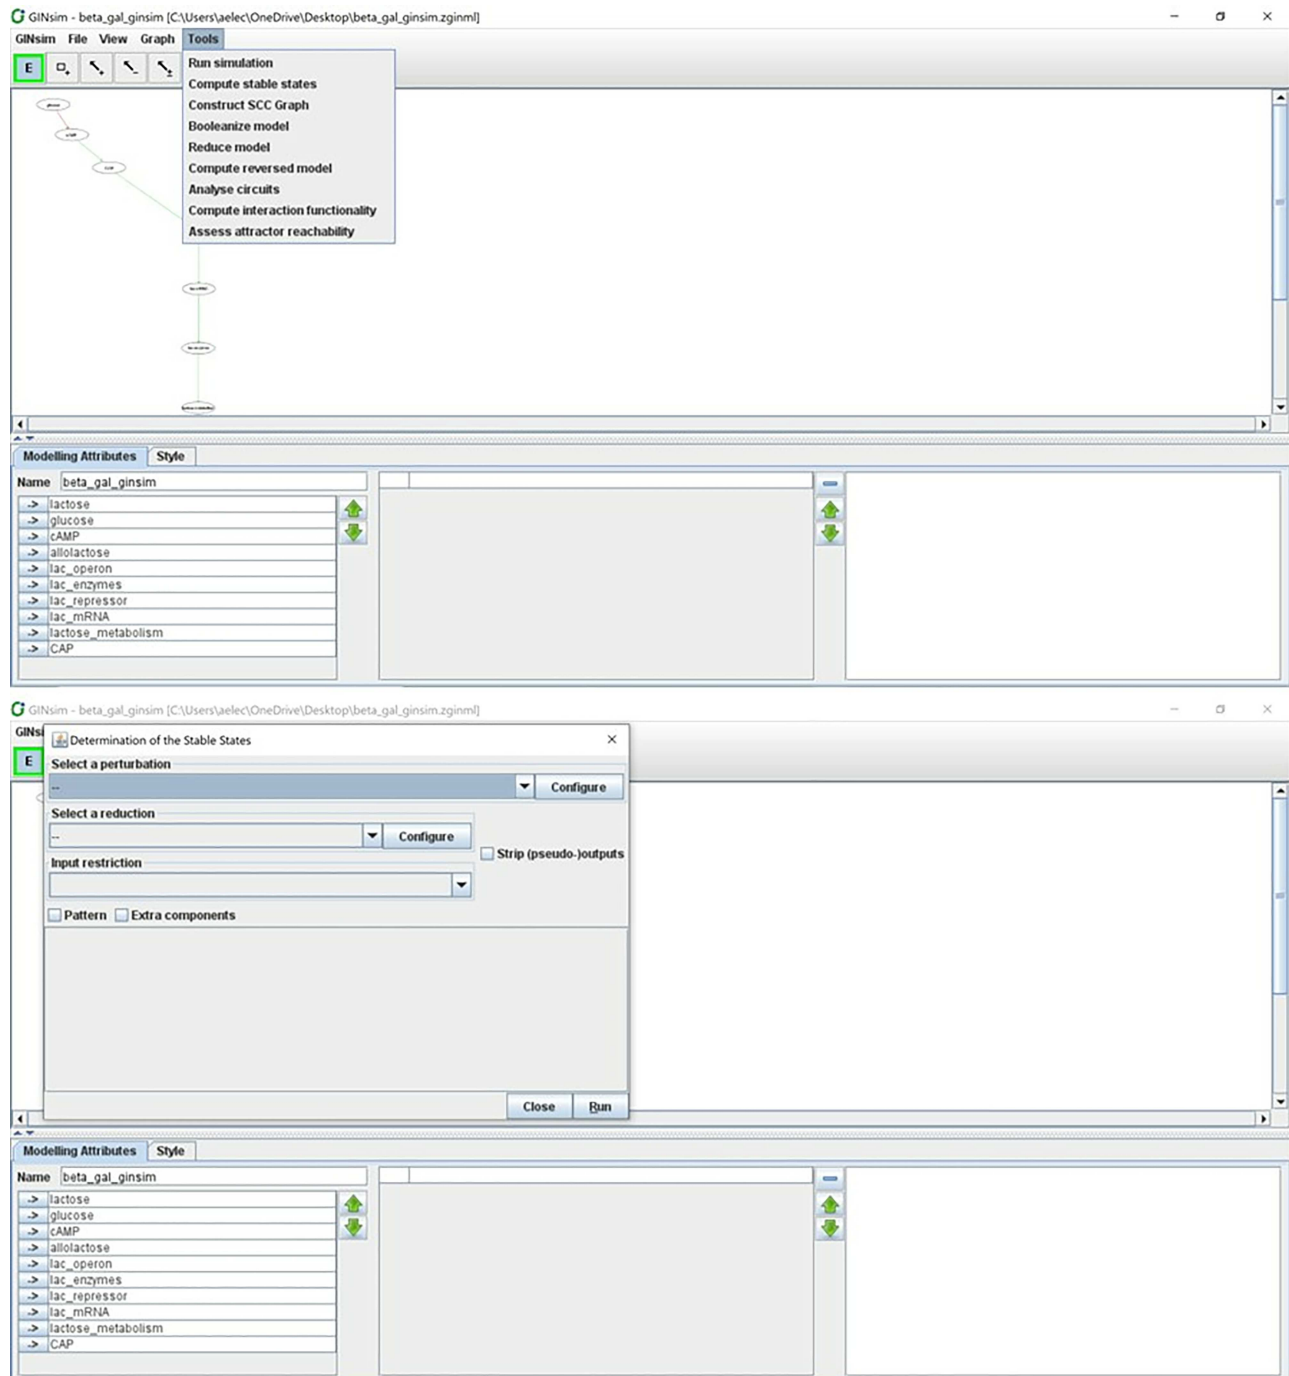 GINsim - beta_gal_ginsim [C:\Users\aelec\OneDrive\Desktop\beta_gal_ginsim.zginml]
GINsim File View Graph Tools
E
Run simulation
Compute stable states
Construct SCC Graph
Booleanize model
Reduce model
Compute reversed model
Analyse circuits
Compute interaction functionality
Assess attractor reachability
Modelling Attributes Style
Name beta_gal_ginsim
-> lactose
-> glucose
-> cAMP
-> allolactose
-> lac_operon
-> lac_enzymes
-> lac_repressor
-> lac_mRNA
-> lactose_metabolism
-> CAP
GINsim - beta_gal_ginsim [C:\Users\aelec\OneDrive\Desktop\beta_gal_ginsim.zginml]
GINsi
E
Determination of the Stable States
Select a perturbation
-- Configure
Select a reduction
-- Configure
Strip (pseudo-)outputs
Input restriction
Pattern Extra components
Close Run
Modelling Attributes Style
Name beta_gal_ginsim
-> lactose
-> glucose
-> cAMP
-> allolactose
-> lac_operon
-> lac_enzymes
-> lac_repressor
-> lac_mRNA
-> lactose_metabolism
-> CAP